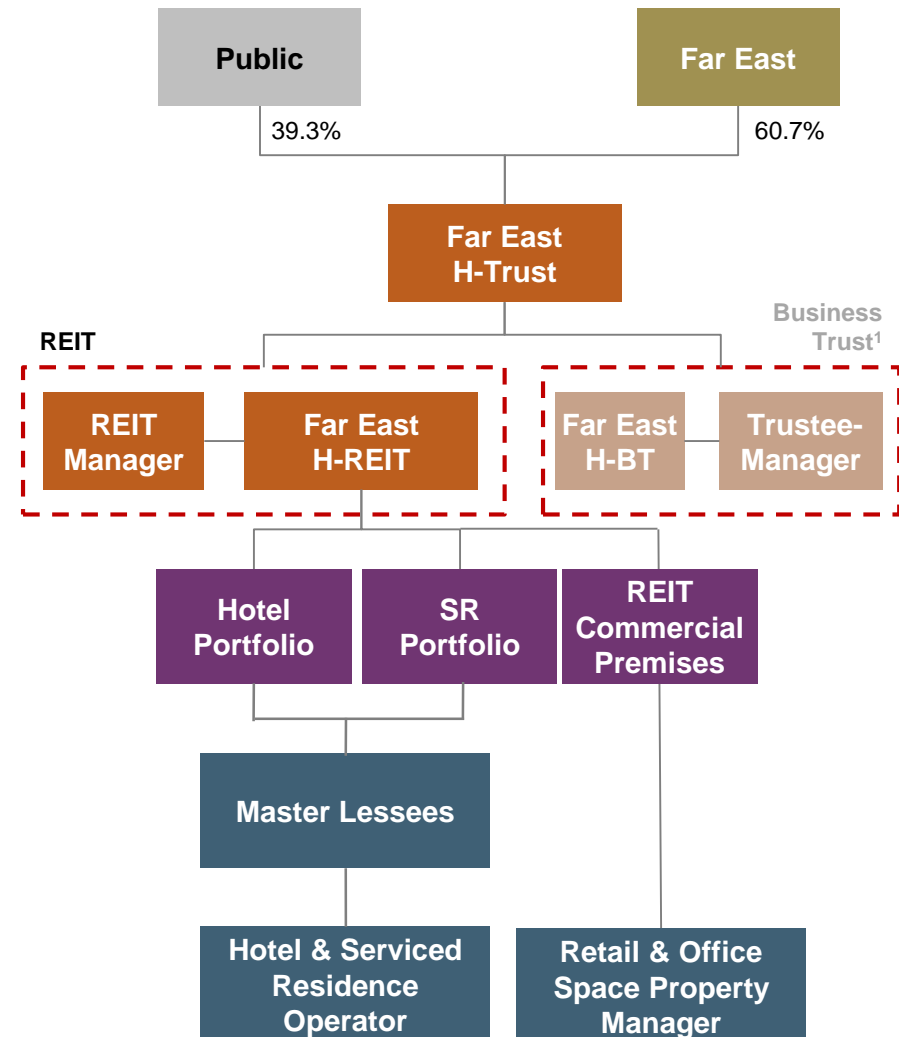 Public
Far East
39.3%
60.7%
Far East
H-Trust
REIT
Business
Trust¹
REIT
Manager
Far East
H-REIT
Far East
H-BT
Trustee-
Manager
Hotel
Portfolio
SR
Portfolio
REIT
Commercial
Premises
Master Lessees
Hotel & Serviced
Residence
Operator
Retail & Office
Space Property
Manager